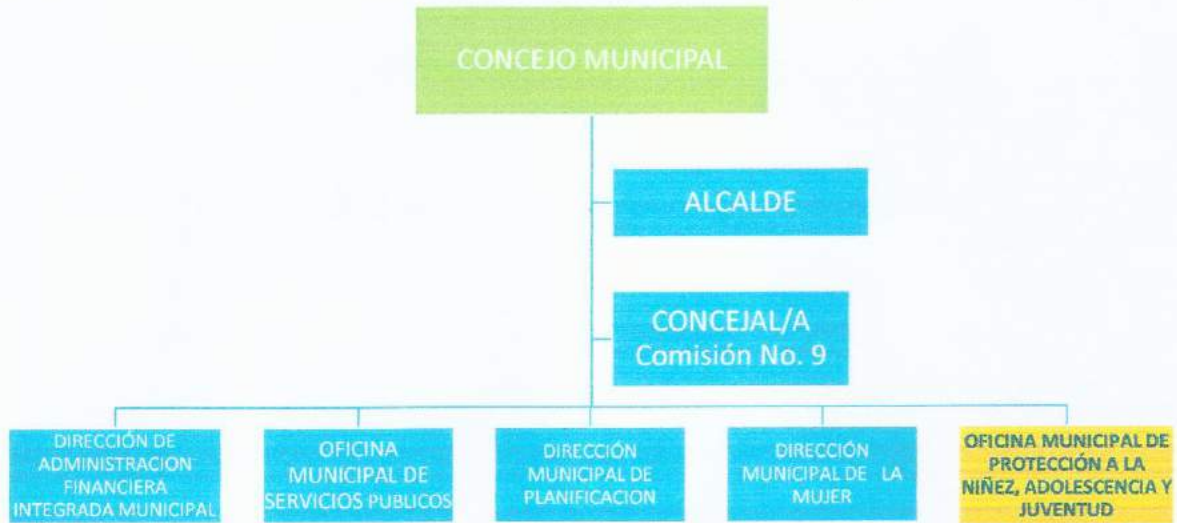 CONCEJO MUNICIPAL
ALCALDE
CONCEJAL/A
Comisión No. 9
DIRECCIÓN DE
ADMINISTRACION
FINANCIERA
INTEGRADA MUNICIPAL
OFICINA
MUNICIPAL DE
SERVICIOS PUBLICOS
DIRECCIÓN
MUNICIPAL DE
PLANIFICACION
DIRECCIÓN
MUNICIPAL DE LA
MUJER
OFICINA MUNICIPAL DE
PROTECCIÓN A LA
NIÑEZ, ADOLESCENCIA Y
JUVENTUD